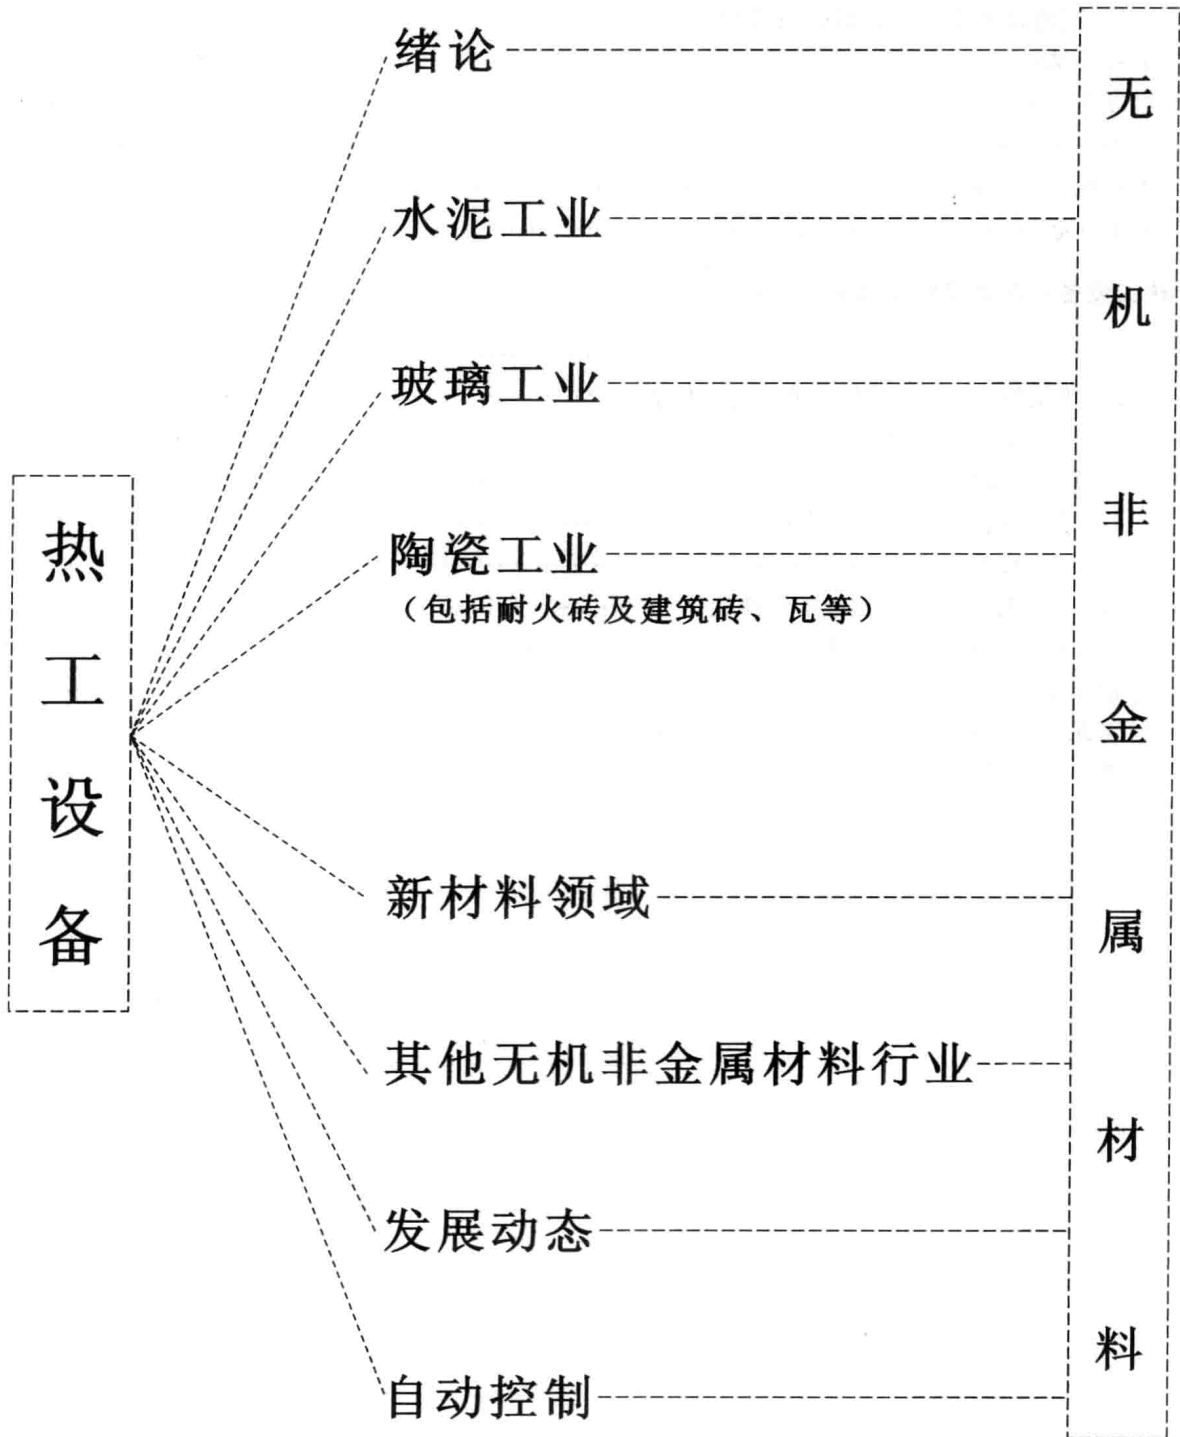 热工设备
绪论
水泥工业
玻璃工业
陶瓷工业
（包括耐火砖及建筑砖、瓦等）
新材料领域
其他无机非金属材料行业
发展动态
自动控制
无机非金属材料